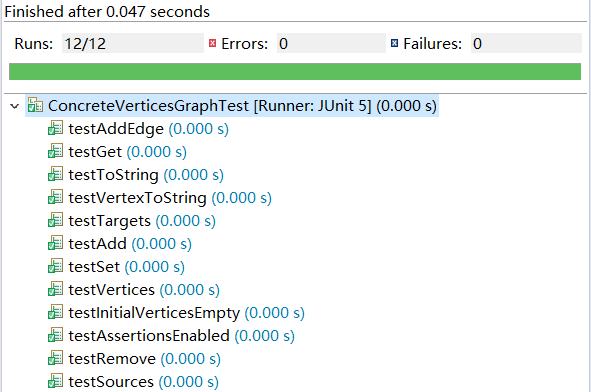 Finished after 0.047 seconds
Runs: 12/12 Errors: 0 Failures: 0
ConcreteVerticesGraphTest [Runner: JUnit 5] (0.000 s)
testAddEdge (0.000 s)
testGet (0.000 s)
testToString (0.000 s)
testVertexToString (0.000 s)
testTargets (0.000 s)
testAdd (0.000 s)
testSet (0.000 s)
testVertices (0.000 s)
testInitialVerticesEmpty (0.000 s)
testAssertionsEnabled (0.000 s)
testRemove (0.000 s)
testSources (0.000 s)